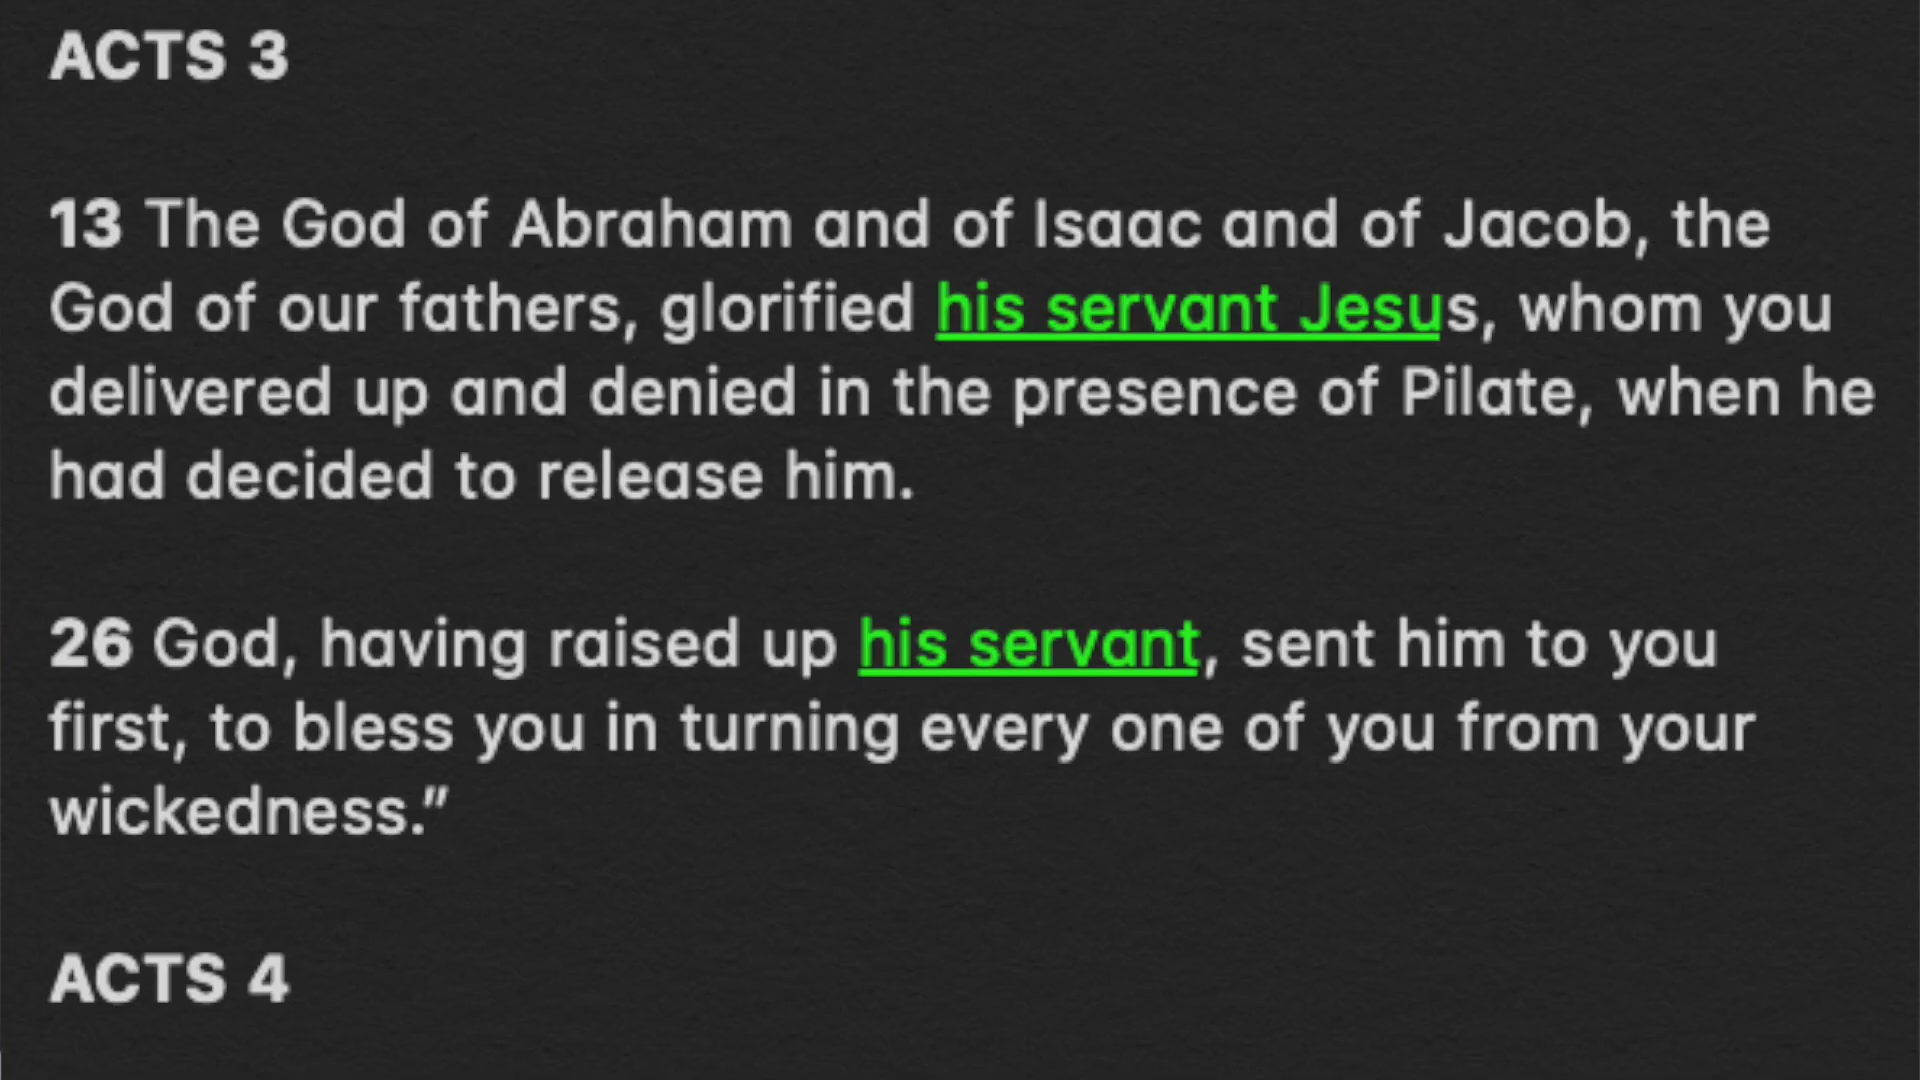 ACTS 3
13 The God of Abraham and of Isaac and of Jacob, the
God of our fathers, glorified his servant Jesus, whom you
delivered up and denied in the presence of Pilate, when he
had decided to release him.
26 God, having raised up his servant, sent him to you
first, to bless you in turning every one of you from your
wickedness.”
ACTS 4